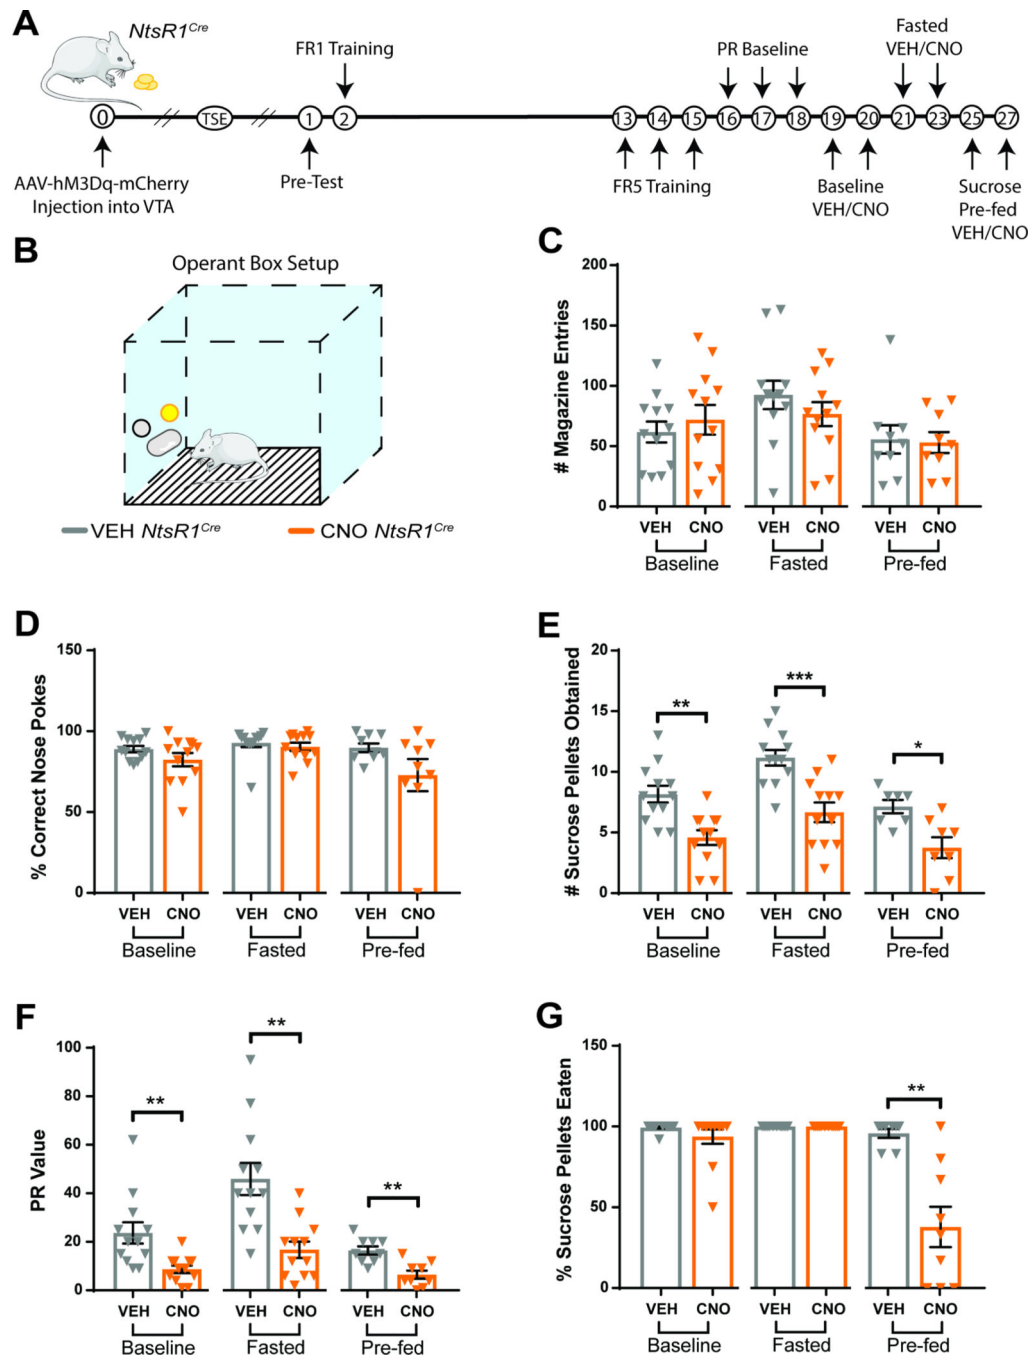 A
NtsR1Cre
FR1 Training
PR Baseline
Fasted
VEH/CNO
0
TSE
1
2
13
14
15
16
17
18
19
20
21
23
25
27
AAV-hM3Dq-mCherry
Injection into VTA
Pre-Test
FR5 Training
Baseline
VEH/CNO
Sucrose
Pre-fed
VEH/CNO
B
Operant Box Setup
VEH NtsR1Cre
CNO NtsR1Cre
C
# Magazine Entries
200
150
100
50
0
VEH
CNO
VEH
CNO
VEH
CNO
Baseline
Fasted
Pre-fed
D
% Correct Nose Pokes
150
100
50
0
VEH
CNO
VEH
CNO
VEH
CNO
Baseline
Fasted
Pre-fed
E
# Sucrose Pellets Obtained
20
15
10
5
0
**
***
*
VEH
CNO
VEH
CNO
VEH
CNO
Baseline
Fasted
Pre-fed
F
PR Value
100
80
60
40
20
0
**
**
**
VEH
CNO
VEH
CNO
VEH
CNO
Baseline
Fasted
Pre-fed
G
% Sucrose Pellets Eaten
150
100
50
0
**
VEH
CNO
VEH
CNO
VEH
CNO
Baseline
Fasted
Pre-fed